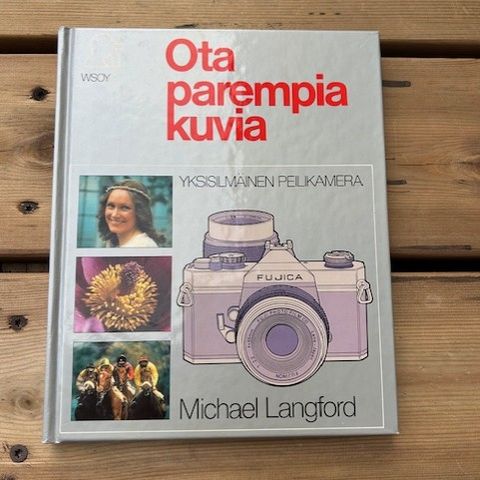 WSOY
Ota
parempia
kuvia
YKSISILMÄINEN PEILIKAMERA
FUJICA
Michael Langford